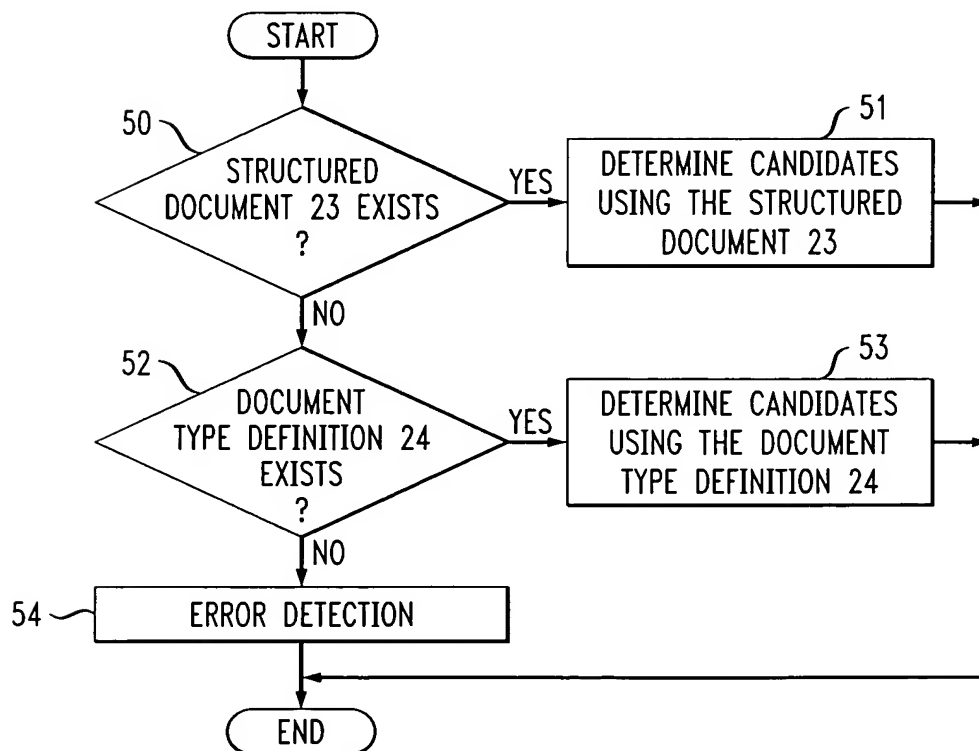 START
50
STRUCTURED
DOCUMENT 23 EXISTS
?
YES
51
DETERMINE CANDIDATES
USING THE STRUCTURED
DOCUMENT 23
NO
52
DOCUMENT
TYPE DEFINITION 24
EXISTS
?
YES
53
DETERMINE CANDIDATES
USING THE DOCUMENT
TYPE DEFINITION 24
NO
54
ERROR DETECTION
END